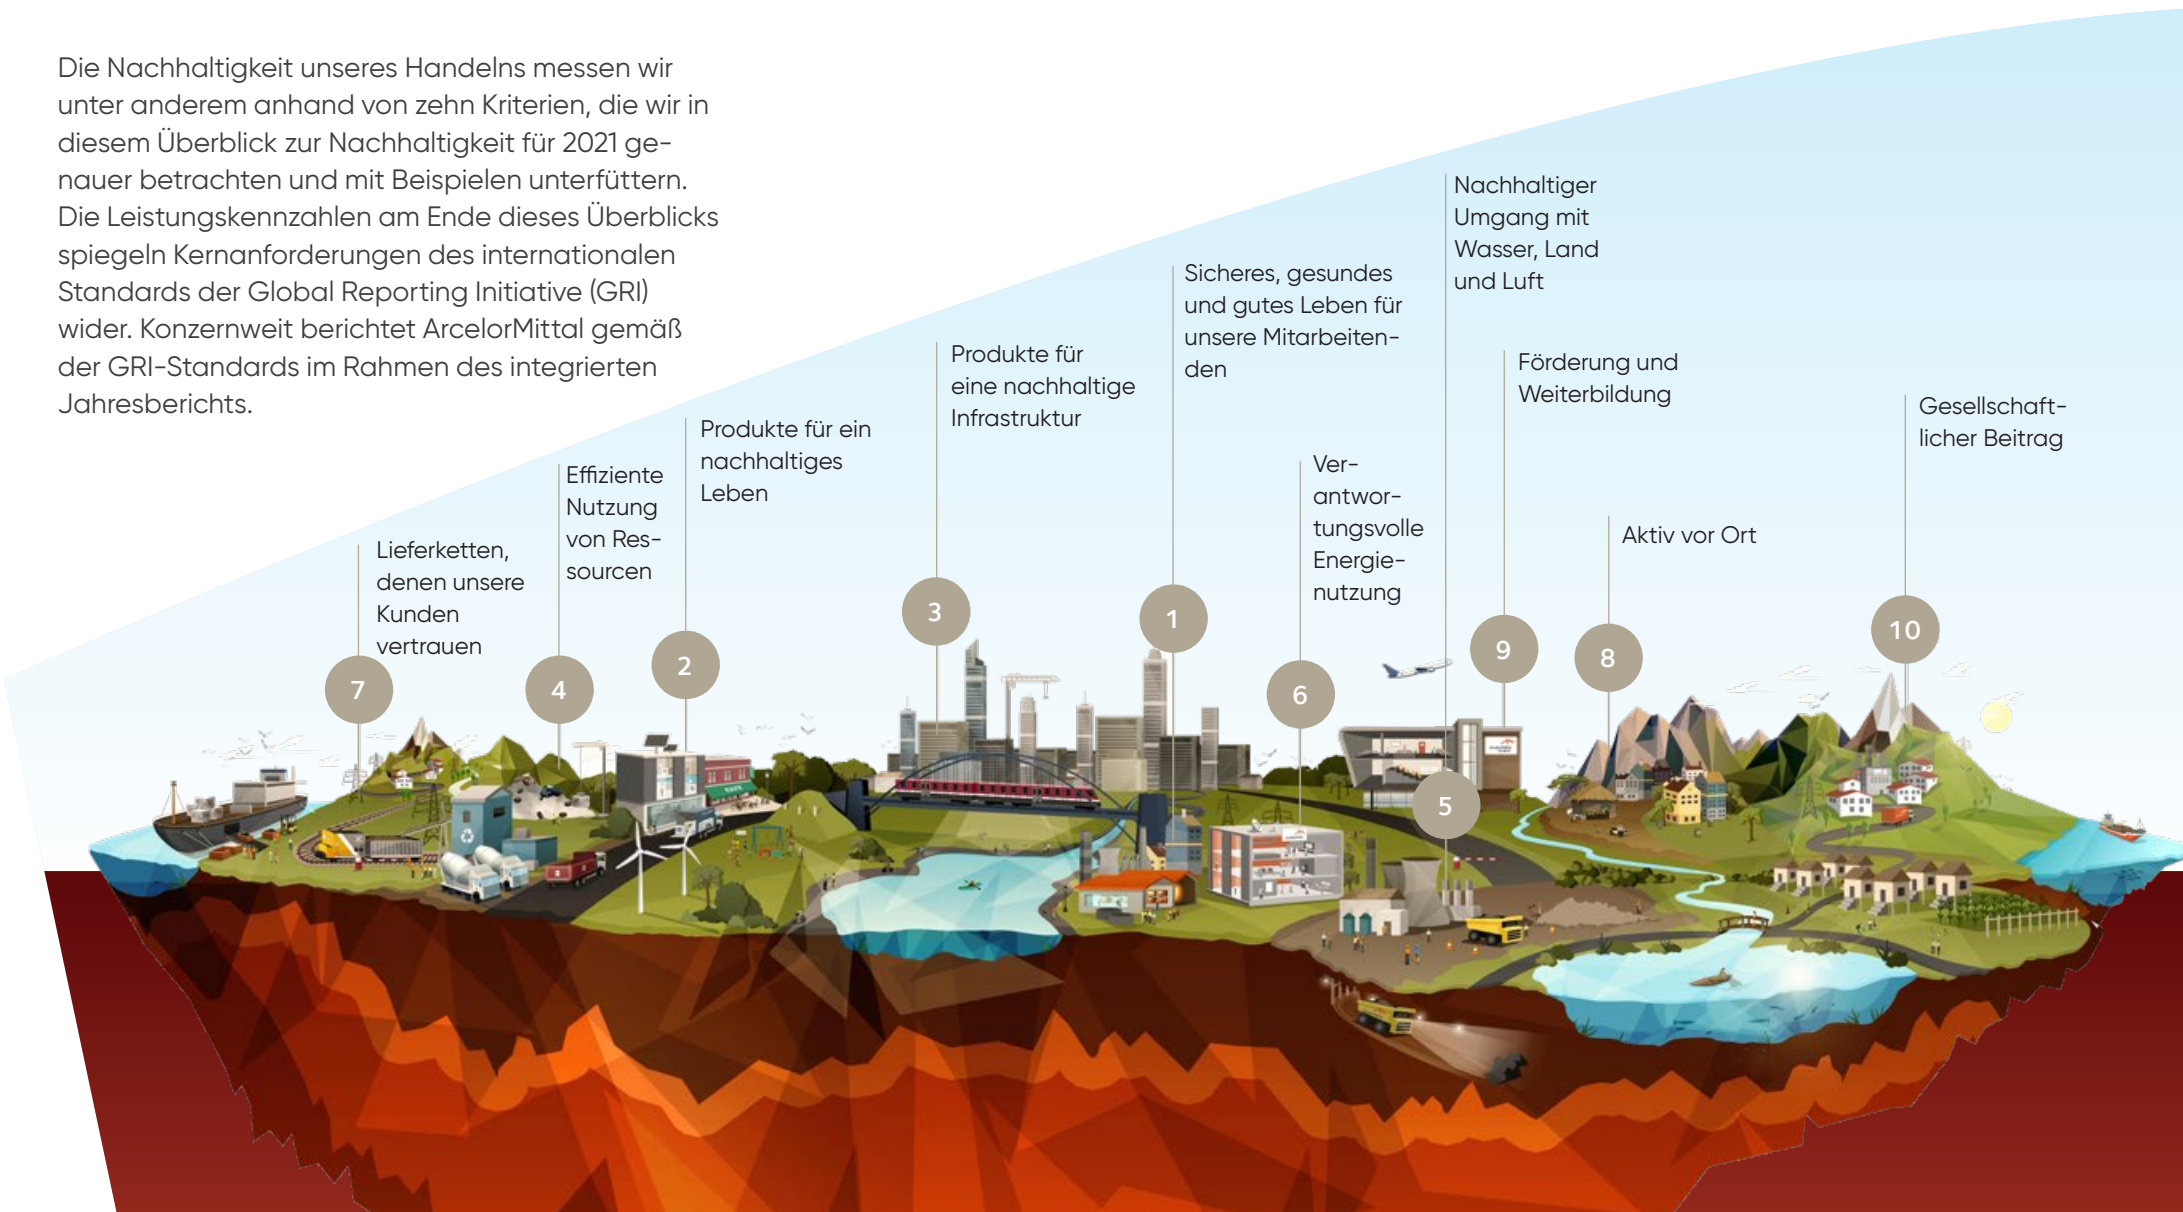 Die Nachhaltigkeit unseres Handelns messen wir
unter anderem anhand von zehn Kriterien, die wir in
diesem Überblick zur Nachhaltigkeit für 2021 ge-
nauer betrachten und mit Beispielen unterfüttern.
Die Leistungskennzahlen am Ende dieses Überblicks
spiegeln Kernanforderungen des internationalen
Standards der Global Reporting Initiative (GRI)
wider. Konzernweit berichtet ArcelorMittal gemäß
der GRI-Standards im Rahmen des integrierten
Jahresberichts.
Lieferketten,
denen unsere
Kunden
vertrauen
7
Effiziente
Nutzung
von Res-
sourcen
4
Produkte für ein
nachhaltiges
Leben
2
Produkte für
eine nachhaltige
Infrastruktur
3
Sicheres, gesundes
und gutes Leben für
unsere Mitarbeiten-
den
1
Ver-
antwor-
tungsvolle
Energie-
nutzung
6
Nachhaltiger
Umgang mit
Wasser, Land
und Luft
5
Förderung und
Weiterbildung
9
Aktiv vor Ort
8
Gesellschaft-
licher Beitrag
10